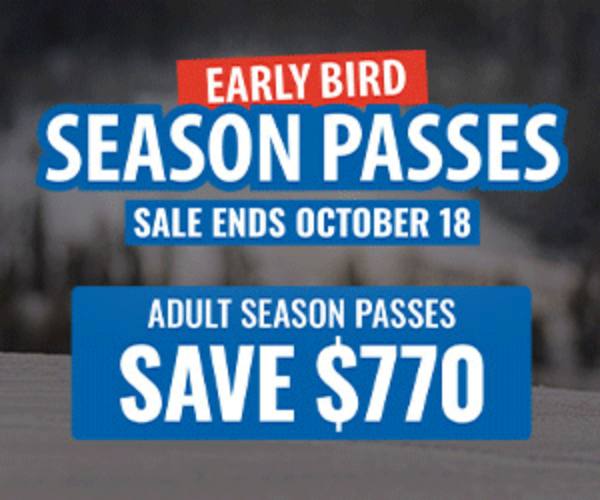 EARLY BIRD
SEASON PASSES
SALE ENDS OCTOBER 18
ADULT SEASON PASSES
SAVE $770